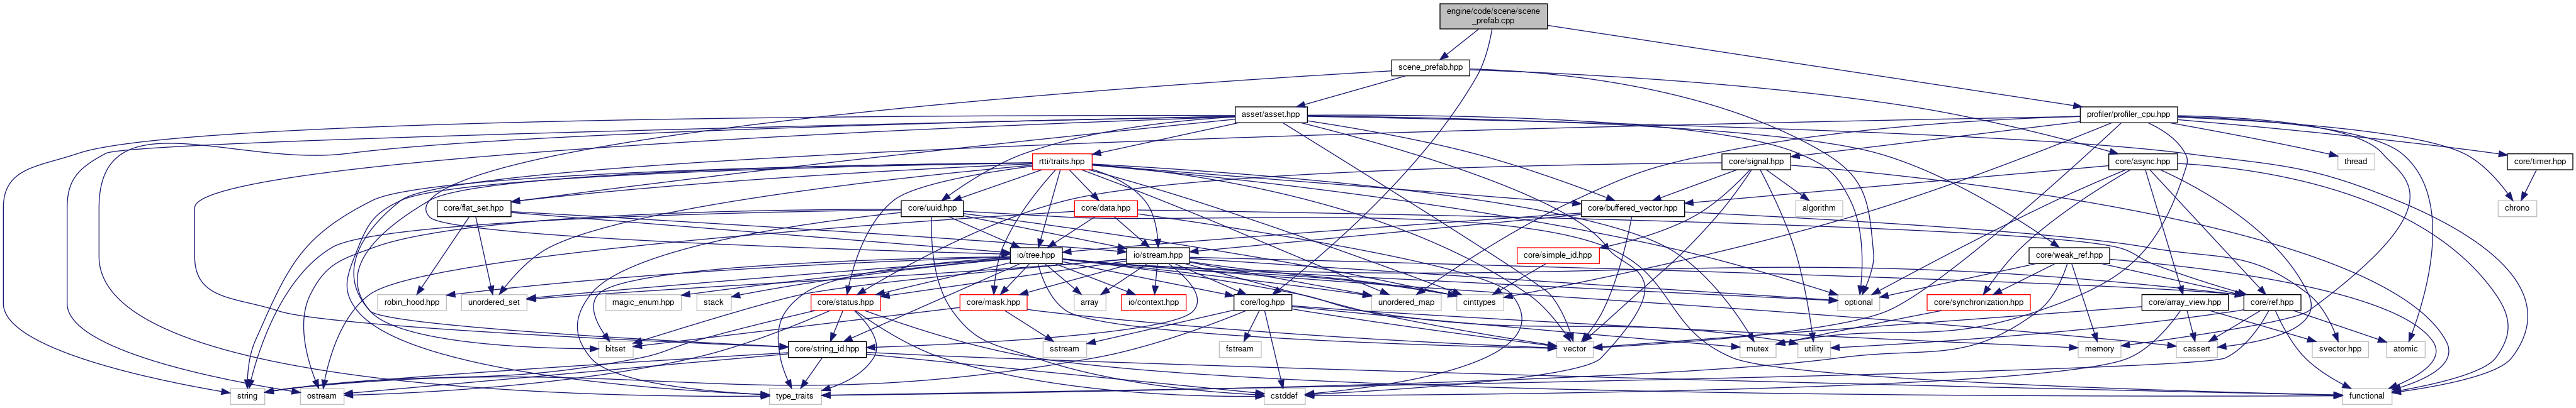 engine/code/scene/scene
_prefab.cpp
scene_prefab.hpp
asset/asset.hpp
profiler/profiler_cpu.hpp
rtti/traits.hpp
core/signal.hpp
core/async.hpp
thread
core/timer.hpp
core/flat_set.hpp
core/uuid.hpp
core/data.hpp
core/buffered_vector.hpp
algorithm
chrono
io/tree.hpp
io/stream.hpp
core/simple_id.hpp
core/weak_ref.hpp
robin_hood.hpp
unordered_set
magic_enum.hpp
stack
core/status.hpp
core/mask.hpp
array
io/context.hpp
core/log.hpp
unordered_map
cinttypes
optional
core/synchronization.hpp
core/array_view.hpp
core/ref.hpp
bitset
core/string_id.hpp
sstream
fstream
vector
mutex
utility
memory
cassert
svector.hpp
atomic
string
ostream
type_traits
cstddef
functional